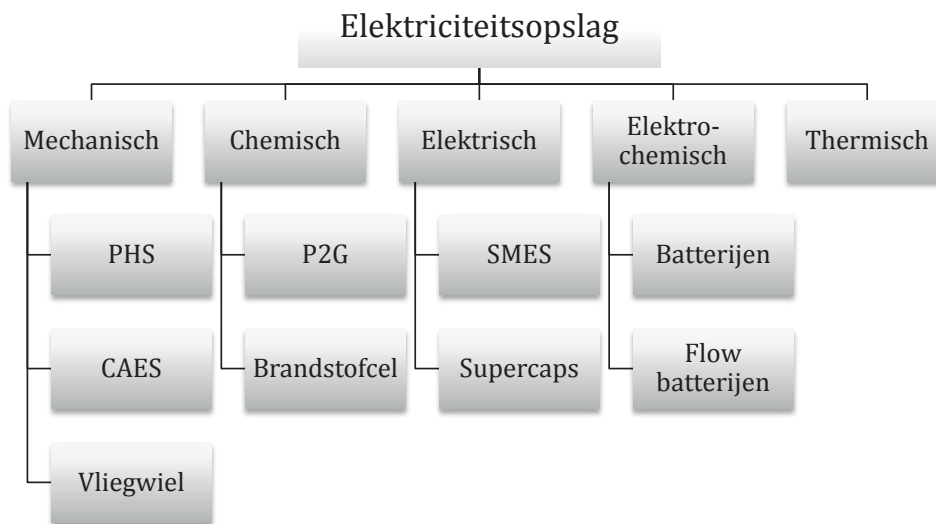 Elektriciteitsopslag
Mechanisch
Chemisch
Elektrisch
Elektro-
chemisch
Thermisch
PHS
P2G
SMES
Batterijen
CAES
Brandstofcel
Supercaps
Flow
batterijen
Vliegwiel